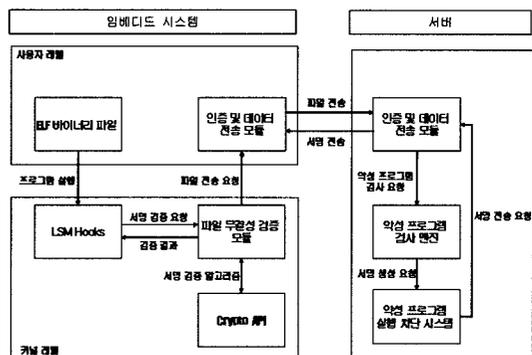 임베디드 시스템
서버
사용자 레벨
ELF 바이너리 파일
인증 및 데이터
전송 모듈
파일 전송
서명 전송
인증 및 데이터
전송 모듈
프로그램 실행
파일 전송 요청
악성 프로그램
검사 요청
서명 전송 요청
LSM Hooks
서명 검증 요청
검증 결과
파일 무결성 검증
모듈
악성 프로그램
검사 엔진
서명 검증 알고리즘
서명 생성 요청
Crypto API
악성 프로그램
실행 차단 시스템
커널 레벨